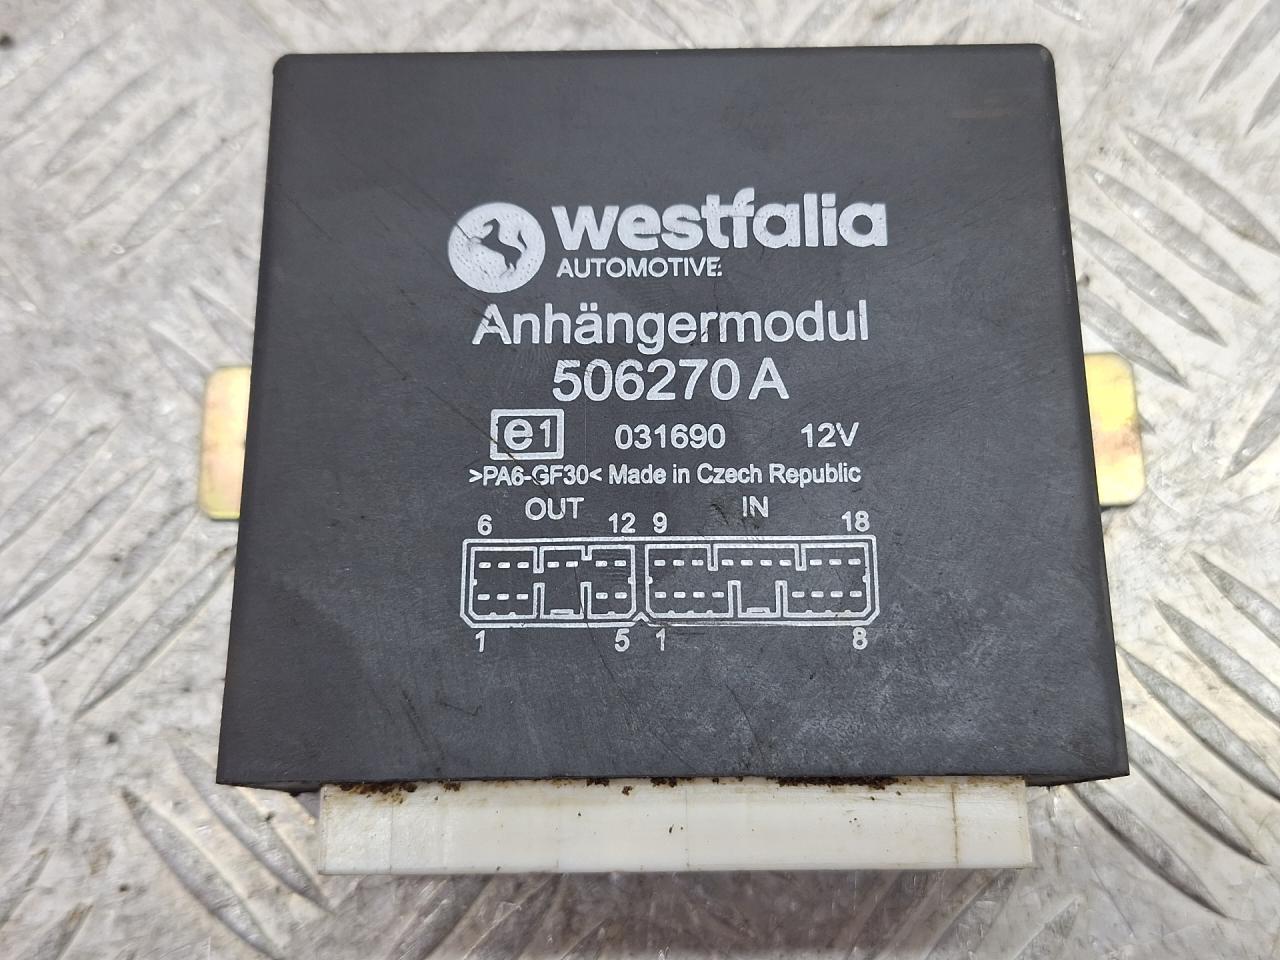 westfalia
AUTOMOTIVE
Anhängermodul
506270 A
e1 031690 12V
>PA6-GF30< Made in Czech Republic
OUT IN
6 12 9 18
1 5 1 8